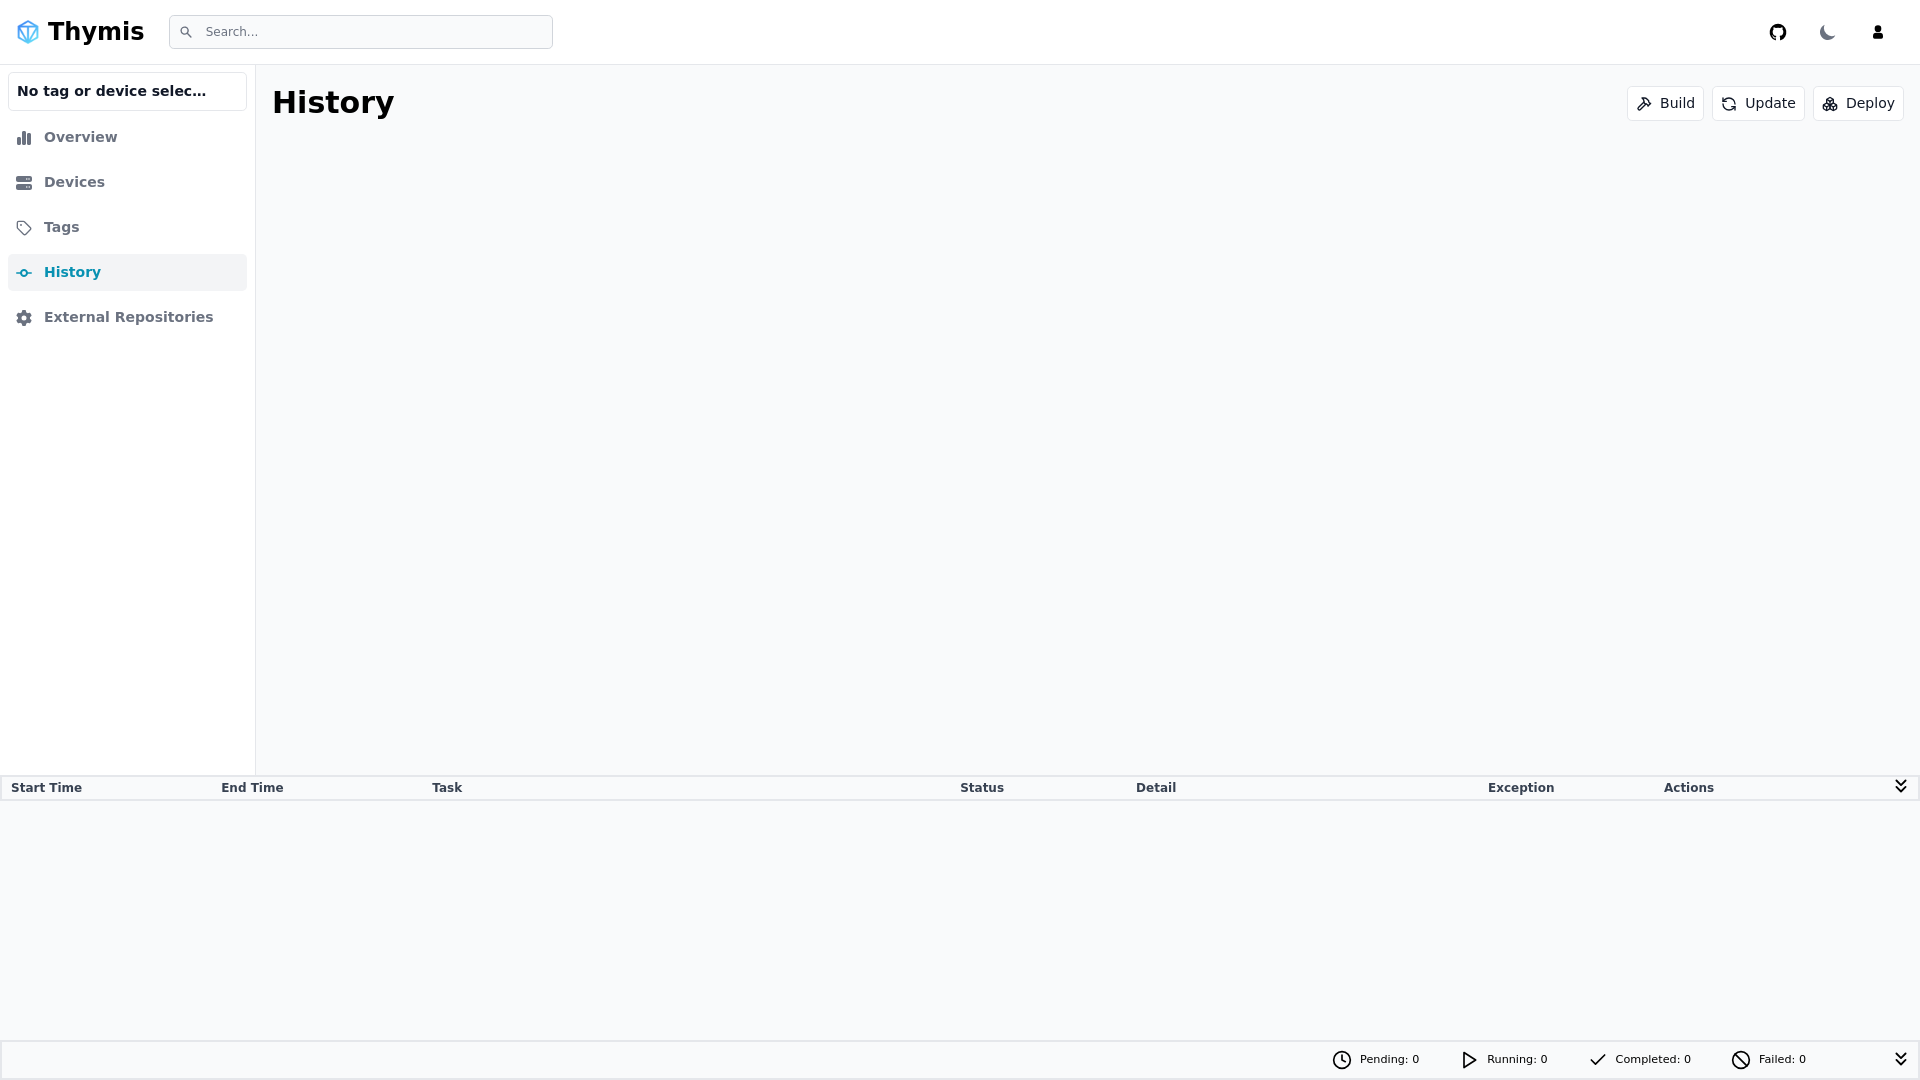 Thymis
Search...
No tag or device selec...
Overview
Devices
Tags
History
External Repositories
History
Build
Update
Deploy
Start Time
End Time
Task
Status
Detail
Exception
Actions
Pending: 0
Running: 0
Completed: 0
Failed: 0